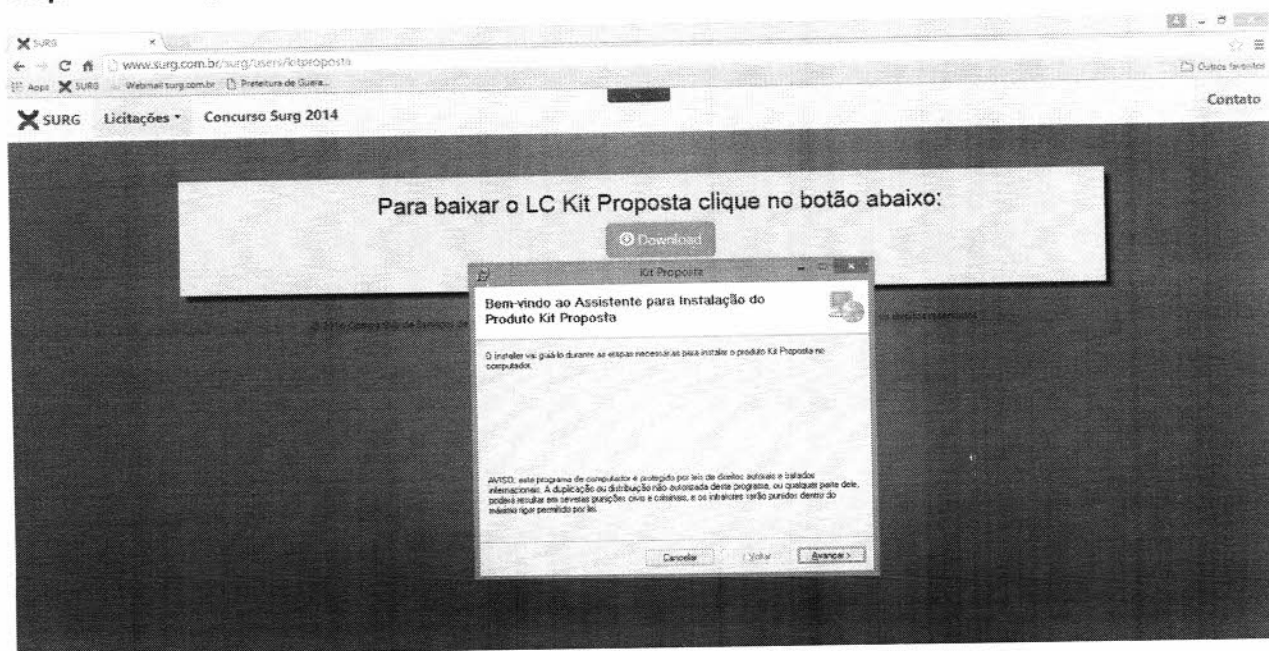 SURG
www.surg.com.br/surg/users/kitproposta
Apps SURG Webmail surg.com.br Prefeitura de Guara... Outros favoritos
SURG Licitações Concurso Surg 2014 Contato
Para baixar o LC Kit Proposta clique no botão abaixo:
Download
Kit Proposta
Bem-vindo ao Assistente para Instalação do
Produto Kit Proposta
O installer vai guiá-lo durante as etapas necessárias para instalar o produto Kit Proposta no
computador.
AVISO: este programa de computador é protegido por leis de direitos autorais e tratados
internacionais. A duplicação ou distribuição não autorizada deste programa, ou qualquer parte dele,
poderá resultar em severas punições civis e criminais, e os infratores serão punidos dentro do
máximo rigor permitido por lei.
Cancelar < Voltar Avançar >